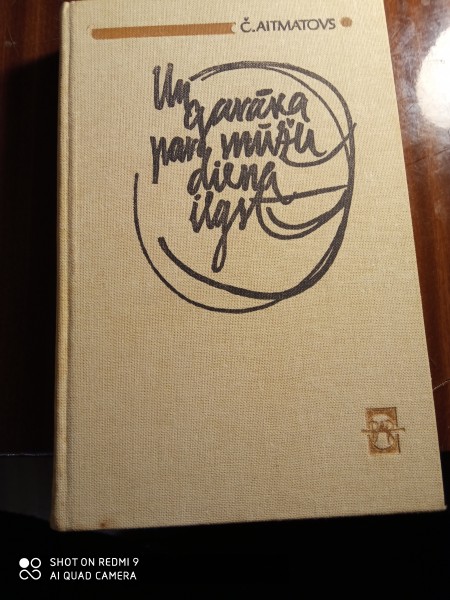 Č.AITMATOVS
Un
garāka
par mūžu
diena
ilgst
SHOT ON REDMI 9
AI QUAD CAMERA